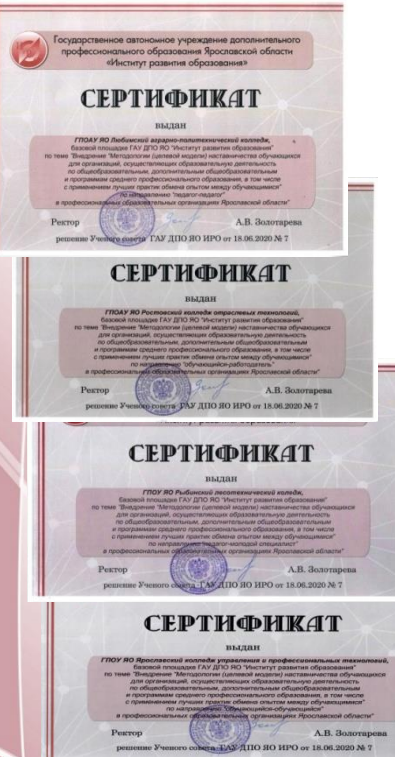 Государственное автономное учреждение дополнительного
профессионального образования Ярославской области
«Институт развития образования»
СЕРТИФИКАТ
выдан
ГПОАУ ЯО Любимский аграрно-политехнический колледж,
базовой площадке ГАУ ДПО ЯО "Институт развития образования"
по теме "Внедрение "Методологии (целевой модели) наставничества обучающихся
для организаций, осуществляющих образовательную деятельность
по общеобразовательным, дополнительным общеобразовательным
и программам среднего профессионального образования, в том числе
с применением лучших практик обмена опытом между обучающимися"
по направлению "педагог-педагог"
в профессиональных образовательных организациях Ярославской области"
Ректор А.В. Золотарева
решение Ученого совета ГАУ ДПО ЯО ИРО от 18.06.2020 № 7
СЕРТИФИКАТ
выдан
ГПОАУ ЯО Ростовский колледж отраслевых технологий,
базовой площадке ГАУ ДПО ЯО "Институт развития образования"
по теме "Внедрение "Методологии (целевой модели) наставничества обучающихся
для организаций, осуществляющих образовательную деятельность
по общеобразовательным, дополнительным общеобразовательным
и программам среднего профессионального образования, в том числе
с применением лучших практик обмена опытом между обучающимися"
по направлению "обучающийся-работодатель"
в профессиональных образовательных организациях Ярославской области"
Ректор А.В. Золотарева
решение Ученого совета ГАУ ДПО ЯО ИРО от 18.06.2020 № 7
СЕРТИФИКАТ
выдан
ГПОУ ЯО Рыбинский лесотехнический колледж,
базовой площадке ГАУ ДПО ЯО "Институт развития образования"
по теме "Внедрение "Методологии (целевой модели) наставничества обучающихся
для организаций, осуществляющих образовательную деятельность
по общеобразовательным, дополнительным общеобразовательным
и программам среднего профессионального образования, в том числе
с применением лучших практик обмена опытом между обучающимися"
по направлению "педагог-молодой специалист"
в профессиональных образовательных организациях Ярославской области"
Ректор А.В. Золотарева
решение Ученого совета ГАУ ДПО ЯО ИРО от 18.06.2020 № 7
СЕРТИФИКАТ
выдан
ГПОУ ЯО Ярославский колледж управления и профессиональных технологий,
базовой площадке ГАУ ДПО ЯО "Институт развития образования"
по теме "Внедрение "Методологии (целевой модели) наставничества обучающихся
для организаций, осуществляющих образовательную деятельность
по общеобразовательным, дополнительным общеобразовательным
и программам среднего профессионального образования, в том числе
с применением лучших практик обмена опытом между обучающимися"
по направлению "обучающийся-обучающийся"
в профессиональных образовательных организациях Ярославской области"
Ректор А.В. Золотарева
решение Ученого совета ГАУ ДПО ЯО ИРО от 18.06.2020 № 7